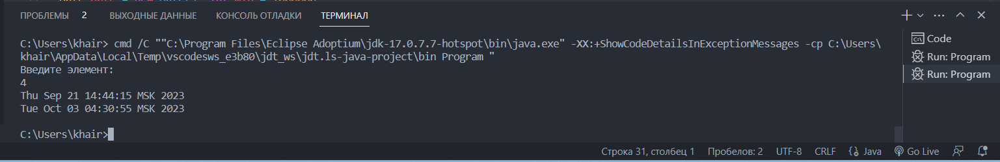 ПРОБЛЕМЫ 2 ВЫХОДНЫЕ ДАННЫЕ КОНСОЛЬ ОТЛАДКИ ТЕРМИНАЛ
C:\Users\khair> cmd /C ""C:\Program Files\Eclipse Adoptium\jdk-17.0.7.7-hotspot\bin\java.exe" -XX:+ShowCodeDetailsInExceptionMessages -cp C:\Users\
khair\AppData\Local\Temp\vscodesws_e3b80\jdt_ws\jdt.ls-java-project\bin Program "
Введите элемент:
4
Thu Sep 21 14:44:15 MSK 2023
Tue Oct 03 04:30:55 MSK 2023
C:\Users\khair>
Code
Run: Program
Run: Program
Строка 31, столбец 1 Пробелов: 2 UTF-8 CRLF Java Go Live